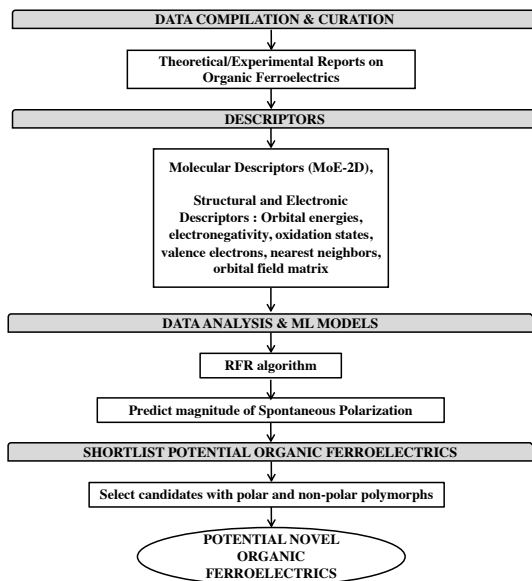 DATA COMPILATION & CURATION
Theoretical/Experimental Reports on
Organic Ferroelectrics
DESCRIPTORS
Molecular Descriptors (MoE-2D),
Structural and Electronic
Descriptors : Orbital energies,
electronegativity, oxidation states,
valence electrons, nearest neighbors,
orbital field matrix
DATA ANALYSIS & ML MODELS
RFR algorithm
Predict magnitude of Spontaneous Polarization
SHORTLIST POTENTIAL ORGANIC FERROELECTRICS
Select candidates with polar and non-polar polymorphs
POTENTIAL NOVEL
ORGANIC
FERROELECTRICS